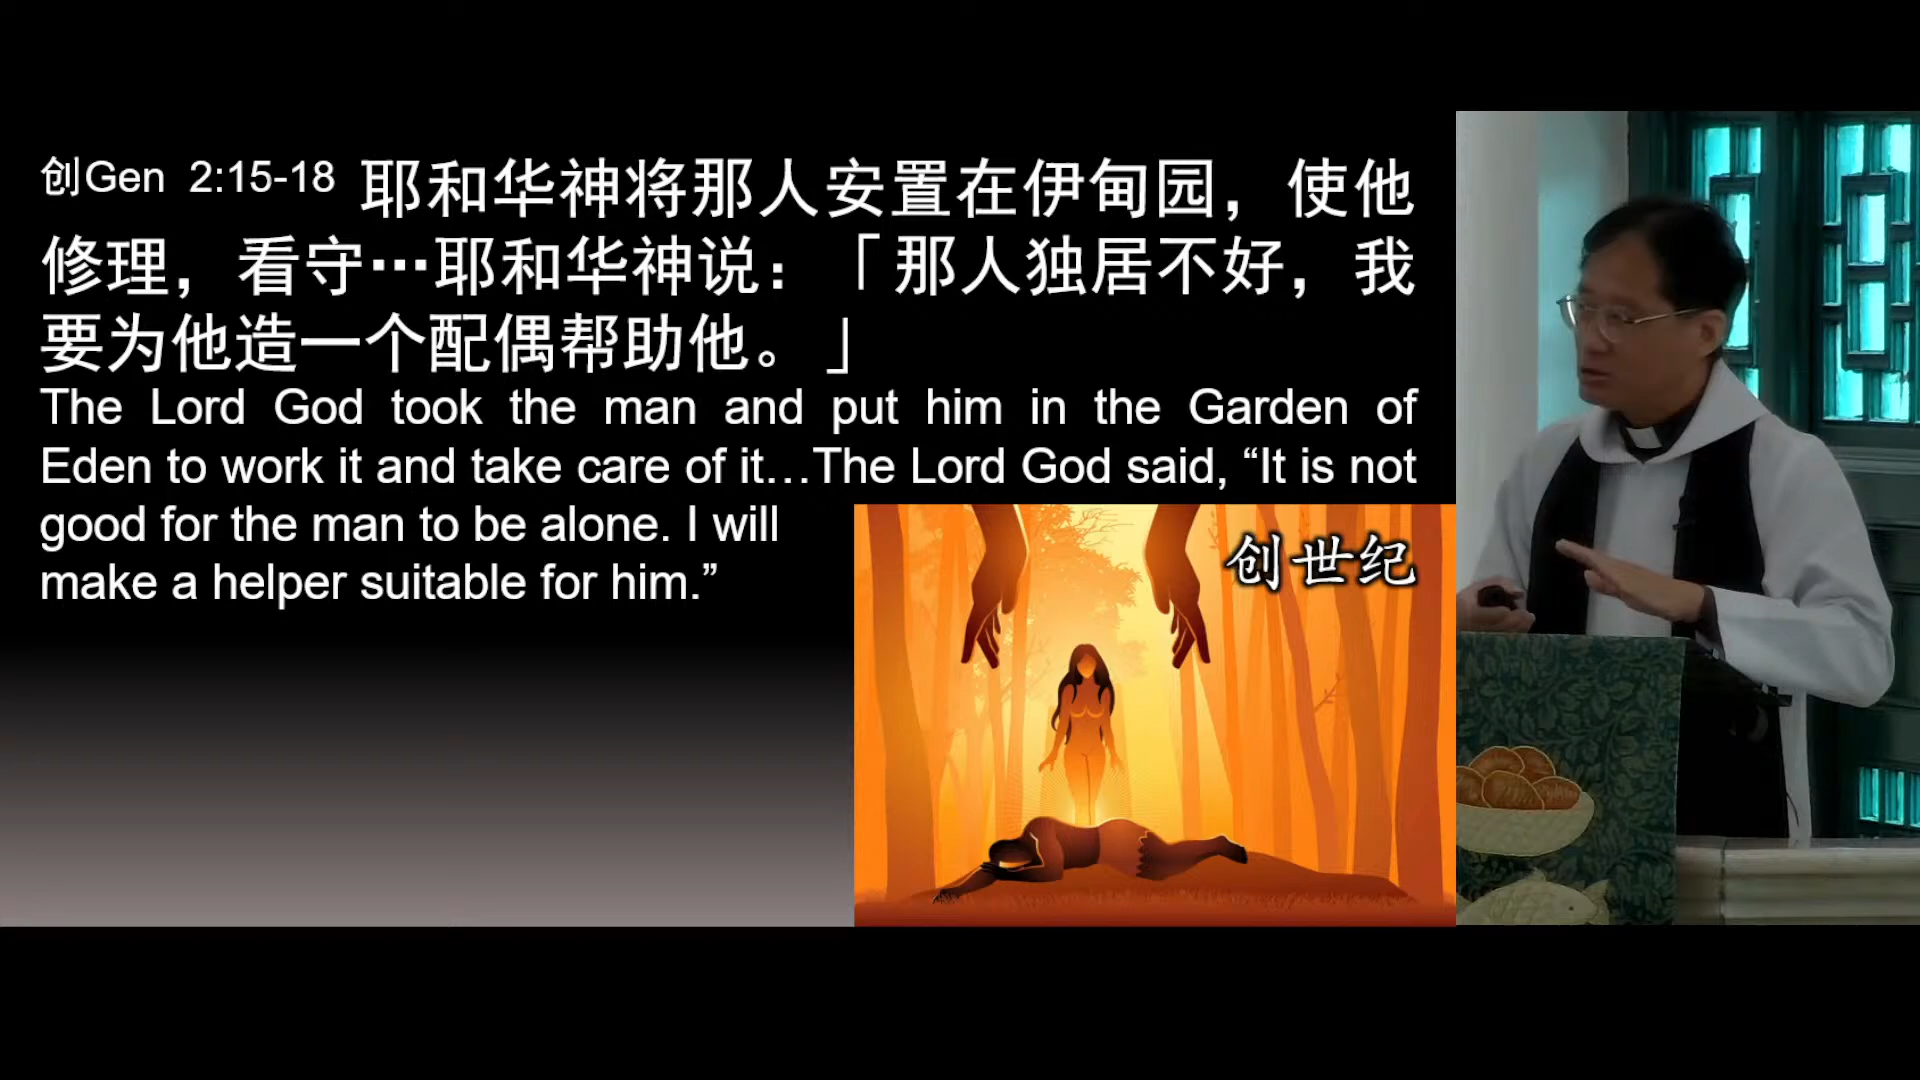 创Gen 2:15-18 耶和华神将那人安置在伊甸园，使他
修理，看守…耶和华神说：「那人独居不好，我
要为他造一个配偶帮助他。」
The Lord God took the man and put him in the Garden of
Eden to work it and take care of it…The Lord God said, “It is not
good for the man to be alone. I will
make a helper suitable for him.”
创世纪